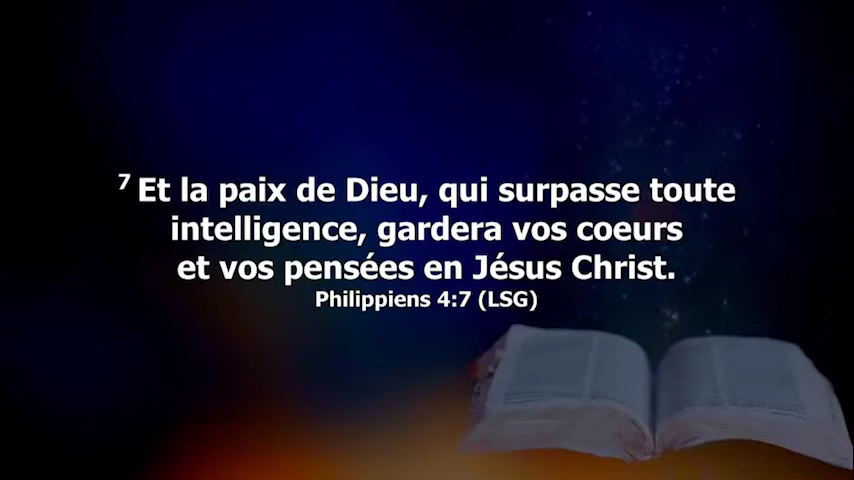 7 Et la paix de Dieu, qui surpasse toute
intelligence, gardera vos coeurs
et vos pensées en Jésus Christ.
Philippiens 4:7 (LSG)